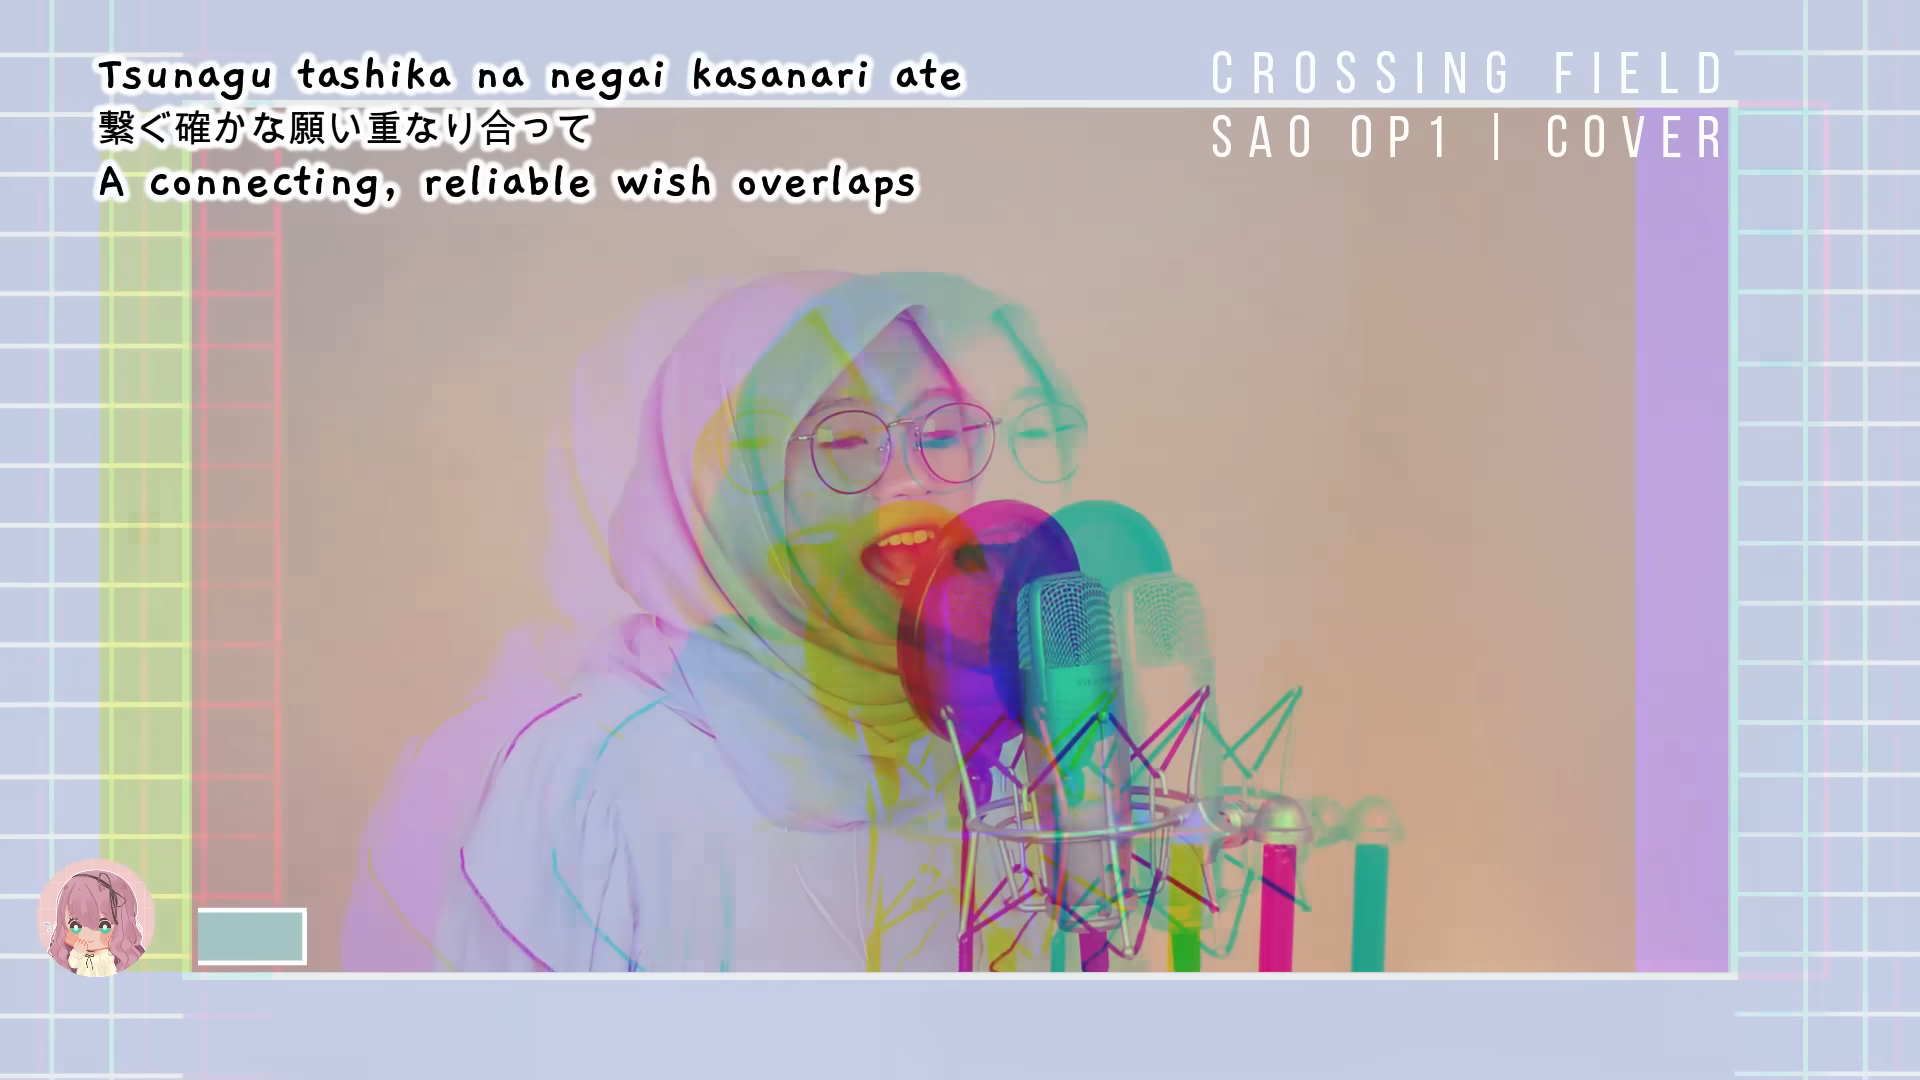 Tsunagu tashika na negai kasanari ate
繋ぐ確かな願い重なり合って
A connecting, reliable wish overlaps
CROSSING FIELD
SAO OP1 | COVER